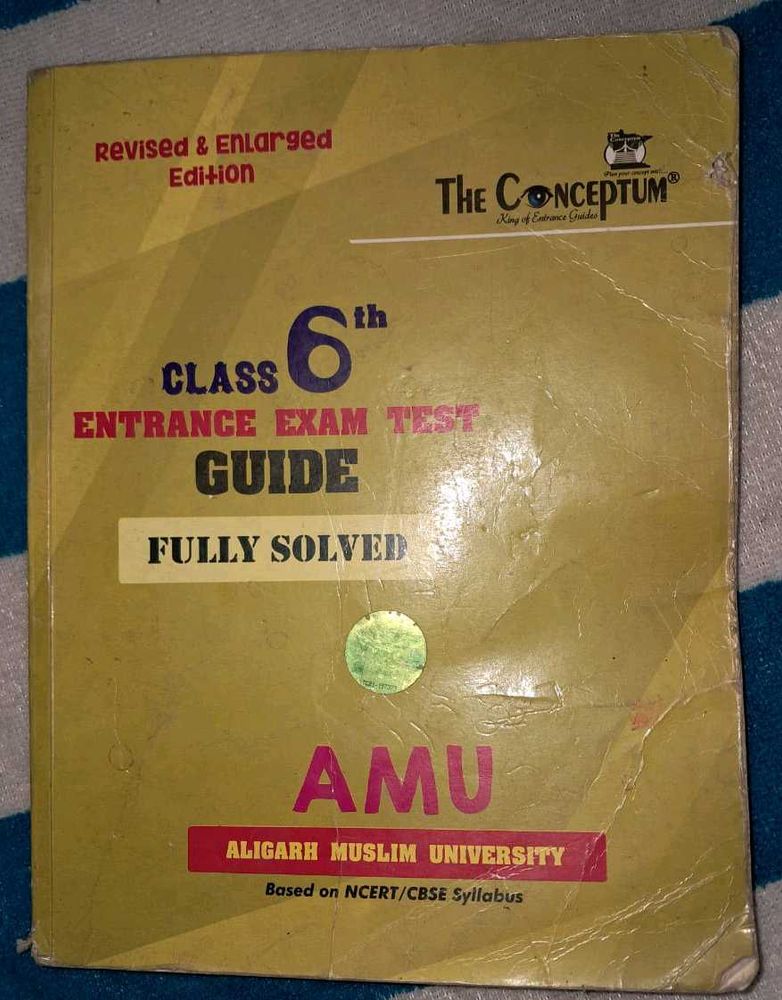 Revised & Enlarged
Edition
The Conceptum®
King of Entrance Guides
CLASS 6th
ENTRANCE EXAM TEST
GUIDE
FULLY SOLVED
AMU
ALIGARH MUSLIM UNIVERSITY
Based on NCERT/CBSE Syllabus